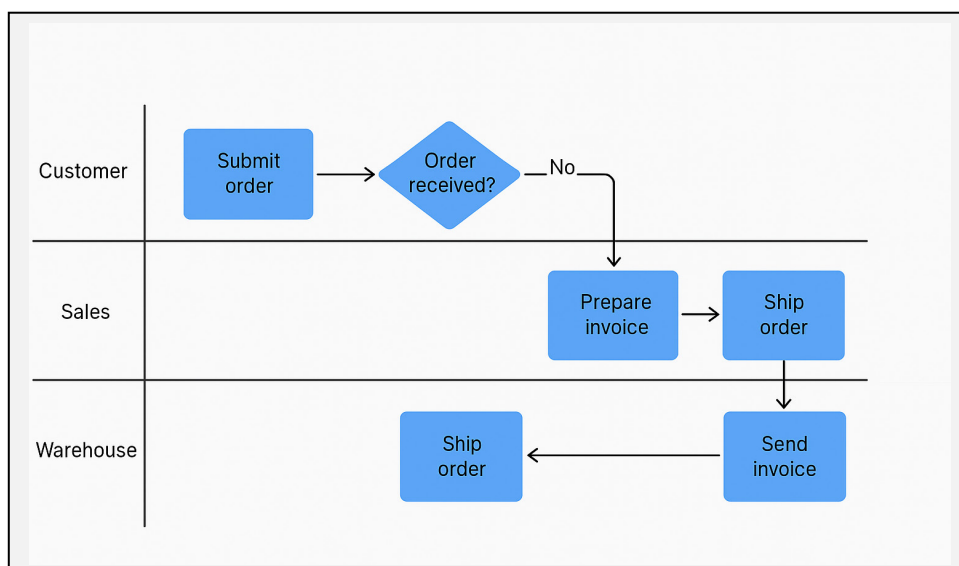 Customer
Submit
order
Order
received?
No
Sales
Prepare
invoice
Ship
order
Warehouse
Ship
order
Send
invoice